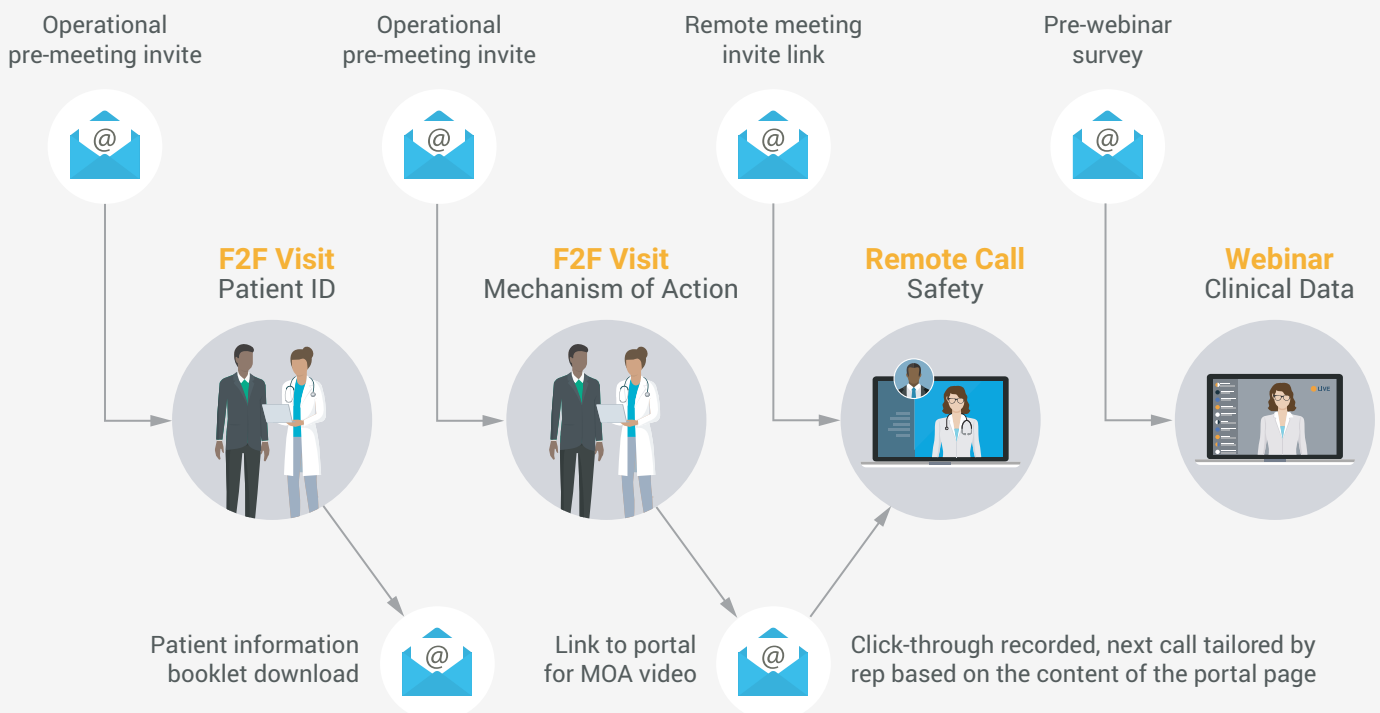 Operational
pre-meeting invite
Operational
pre-meeting invite
Remote meeting
invite link
Pre-webinar
survey
@
@
@
@
F2F Visit
Patient ID
F2F Visit
Mechanism of Action
Remote Call
Safety
Webinar
Clinical Data
LIVE
Patient information
booklet download
@
Link to portal
for MOA video
@
Click-through recorded, next call tailored by
rep based on the content of the portal page